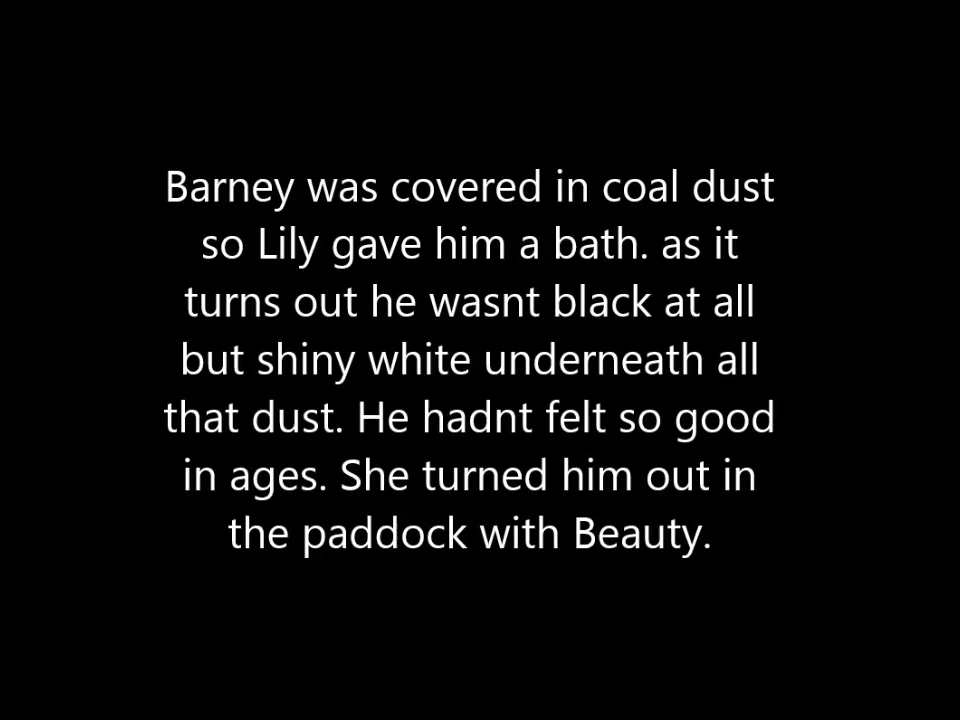 Barney was covered in coal dust
so Lily gave him a bath. as it
turns out he wasnt black at all
but shiny white underneath all
that dust. He hadnt felt so good
in ages. She turned him out in
the paddock with Beauty.